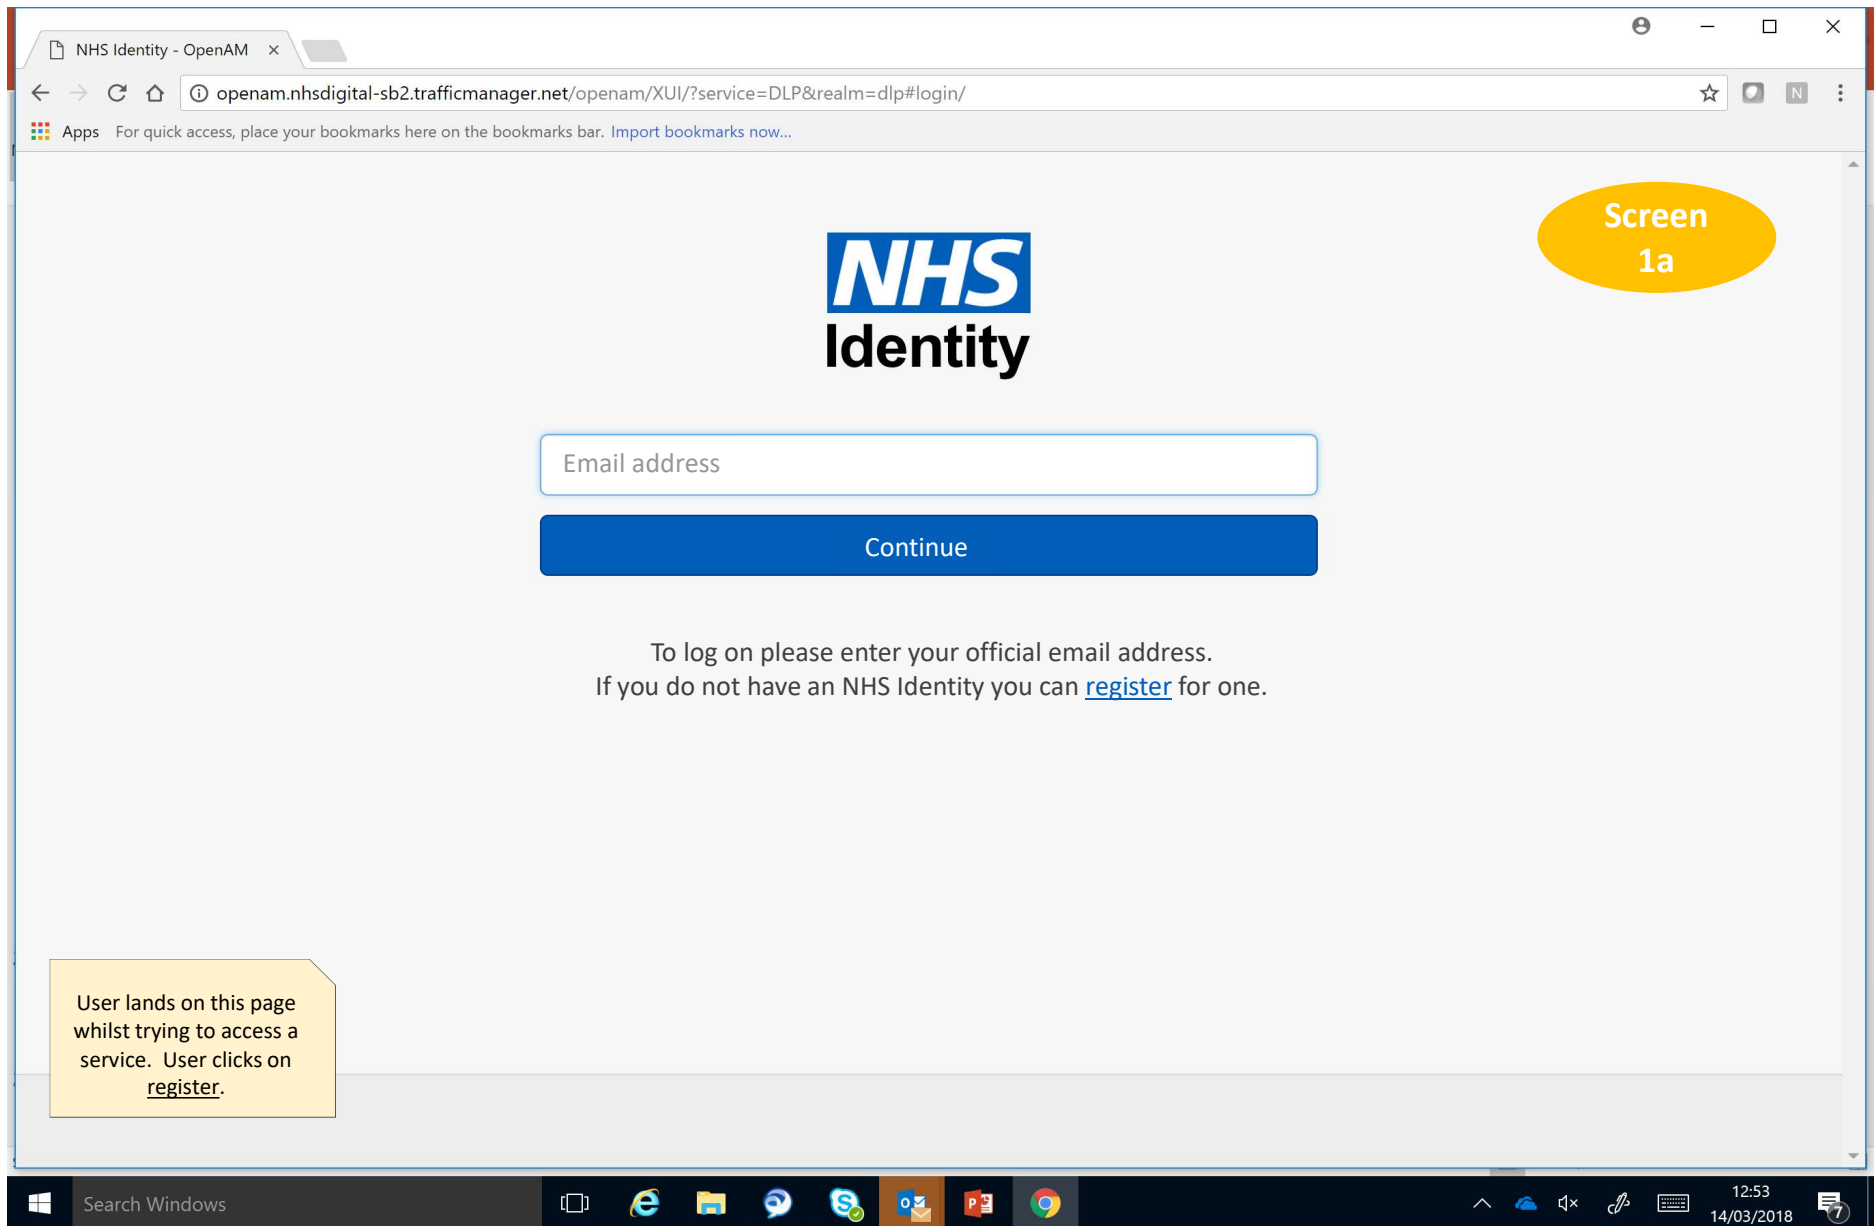 NHS Identity - OpenAM
openam.nhsdigital-sb2.trafficmanager.net/openam/XUI/?service=DLP&realm=dlp#login/
N
Apps For quick access, place your bookmarks here on the bookmarks bar. Import bookmarks now...
Screen
1a
NHS
Identity
Email address
Continue
To log on please enter your official email address.
If you do not have an NHS Identity you can register for one.
User lands on this page
whilst trying to access a
service. User clicks on
register.
Search Windows
12:53
14/03/2018
7